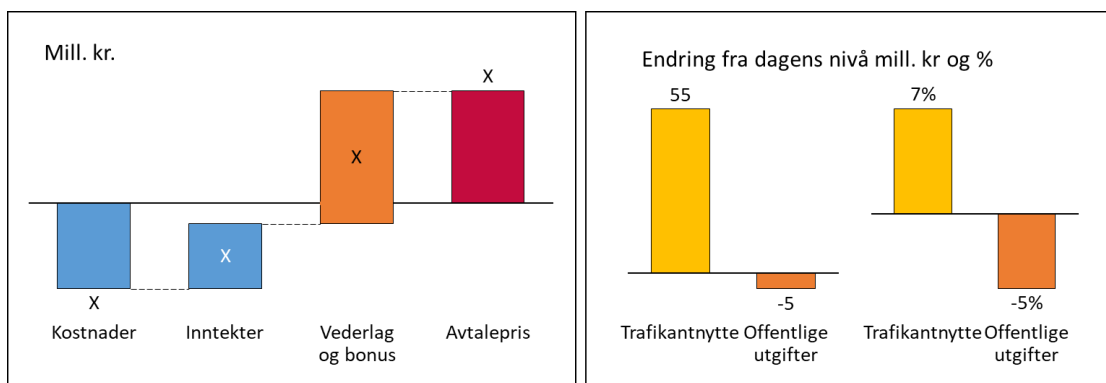 Mill. kr.
X
X
X
X
Kostnader
Inntekter
Vederlag
og bonus
Avtalepris
Endring fra dagens nivå mill. kr og %
55
-5
Trafikantnytte
Offentlige
utgifter
7%
-5%
Trafikantnytte
Offentlige
utgifter